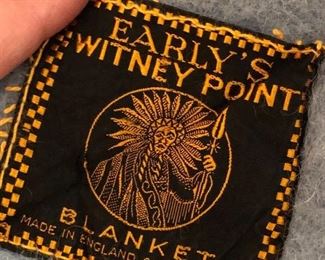 EARLY'S
WITNEY POINT
BLANKET
MADE IN ENGLAND